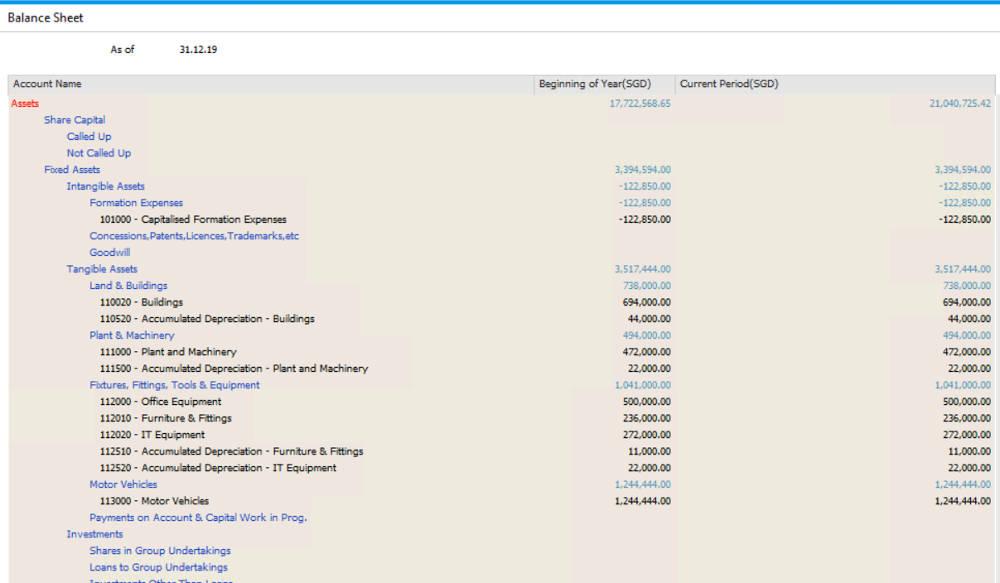 Balance Sheet
As of 31.12.19
Account Name Beginning of Year(SGD) Current Period(SGD)
Assets 17,722,568.65 21,040,725.42
Share Capital
Called Up
Not Called Up
Fixed Assets 3,394,594.00 3,394,594.00
Intangible Assets -122,850.00 -122,850.00
Formation Expenses -122,850.00 -122,850.00
101000 - Capitalised Formation Expenses -122,850.00 -122,850.00
Concessions,Patents,Licences,Trademarks,etc
Goodwill
Tangible Assets 3,517,444.00 3,517,444.00
Land & Buildings 738,000.00 738,000.00
110020 - Buildings 694,000.00 694,000.00
110520 - Accumulated Depreciation - Buildings 44,000.00 44,000.00
Plant & Machinery 494,000.00 494,000.00
111000 - Plant and Machinery 472,000.00 472,000.00
111500 - Accumulated Depreciation - Plant and Machinery 22,000.00 22,000.00
Fixtures, Fittings, Tools & Equipment 1,041,000.00 1,041,000.00
112000 - Office Equipment 500,000.00 500,000.00
112010 - Furniture & Fittings 236,000.00 236,000.00
112020 - IT Equipment 272,000.00 272,000.00
112510 - Accumulated Depreciation - Furniture & Fittings 11,000.00 11,000.00
112520 - Accumulated Depreciation - IT Equipment 22,000.00 22,000.00
Motor Vehicles 1,244,444.00 1,244,444.00
113000 - Motor Vehicles 1,244,444.00 1,244,444.00
Payments on Account & Capital Work in Prog.
Investments
Shares in Group Undertakings
Loans to Group Undertakings
Investments Other Than Loans